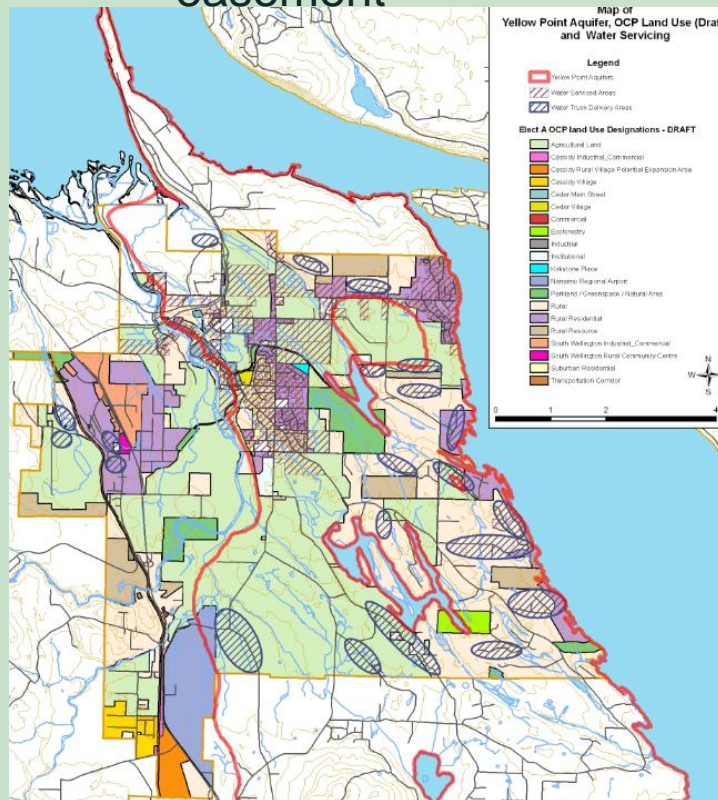 easement
Map of
Yellow Point Aquifer, OCP Land Use (Draf
and Water Servicing
Legend
Yellow Point Aquifers
Water Serviced Areas
Water Truck Delivery Areas
Elect A OCP land Use Designations - DRAFT
Agricultural Land
Cassidy Industrial_Commercial
Cassidy Rural Village Potential Expansion Area
Cassidy Village
Cedar Main Street
Cedar Village
Commercial
Ecoforestry
Industrial
Institutional
Kirkstone Place
Nanaimo Regional Airport
Parkland / Greenspace / Natural Area
Rural
Rural Residential
Rural Resource
South Wellington Industrial_Commercial
South Wellington Rural Community Centre
Suburban Residential
Transportation Corridor
N
W
S
0 1 2 4